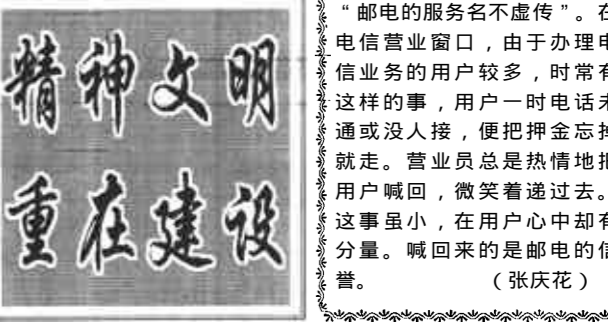 精神文明
重在建设
“邮电的服务名不虚传”。在
电信营业窗口，由于办理电
信业务的用户较多，时常有
这样的事，用户一时电话未
通或没人接，便把押金忘掉
就走。营业员总是热情地把
用户喊回，微笑着递过去。
这事虽小，在用户心中却有
分量。喊回来的是邮电的信
誉。（张庆花）